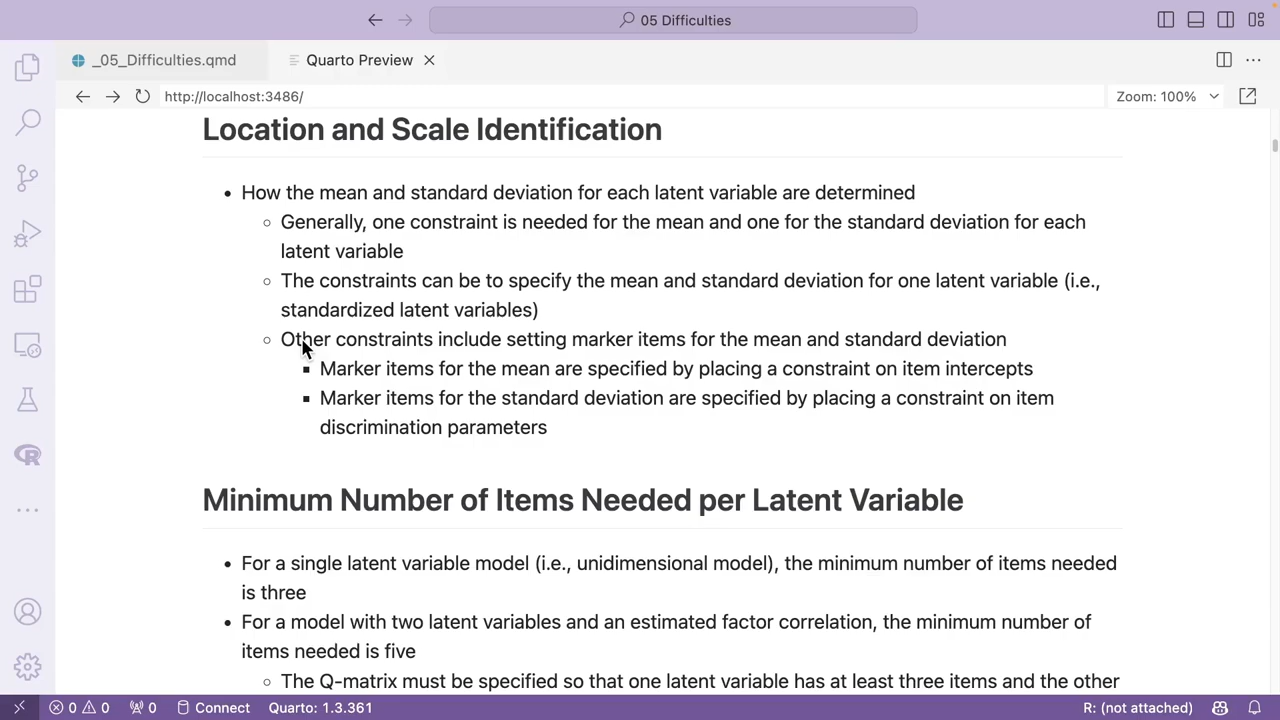 05 Difficulties
_05_Difficulties.qmd
Quarto Preview
http://localhost:3486/
Zoom: 100%
Location and Scale Identification
• How the mean and standard deviation for each latent variable are determined
◦ Generally, one constraint is needed for the mean and one for the standard deviation for each
latent variable
◦ The constraints can be to specify the mean and standard deviation for one latent variable (i.e.,
standardized latent variables)
◦ Other constraints include setting marker items for the mean and standard deviation
▪ Marker items for the mean are specified by placing a constraint on item intercepts
▪ Marker items for the standard deviation are specified by placing a constraint on item
discrimination parameters
Minimum Number of Items Needed per Latent Variable
• For a single latent variable model (i.e., unidimensional model), the minimum number of items needed
is three
• For a model with two latent variables and an estimated factor correlation, the minimum number of
items needed is five
◦ The Q-matrix must be specified so that one latent variable has at least three items and the other
0 0 0 Connect Quarto: 1.3.361 R: (not attached)